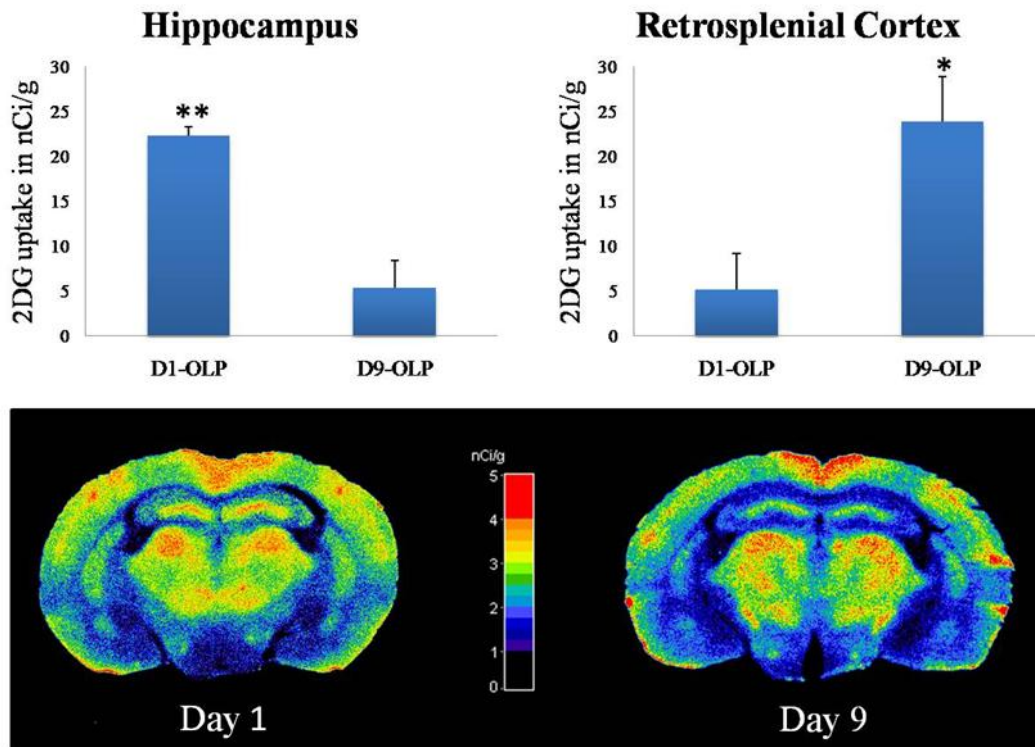 Hippocampus
2DG uptake in nCi/g
30
25
20
15
10
5
0
**
D1-OLP D9-OLP
Retrosplenial Cortex
2DG uptake in nCi/g
30
25
20
15
10
5
0
*
D1-OLP D9-OLP
nCi/g
5
4
3
2
1
0
Day 1
Day 9